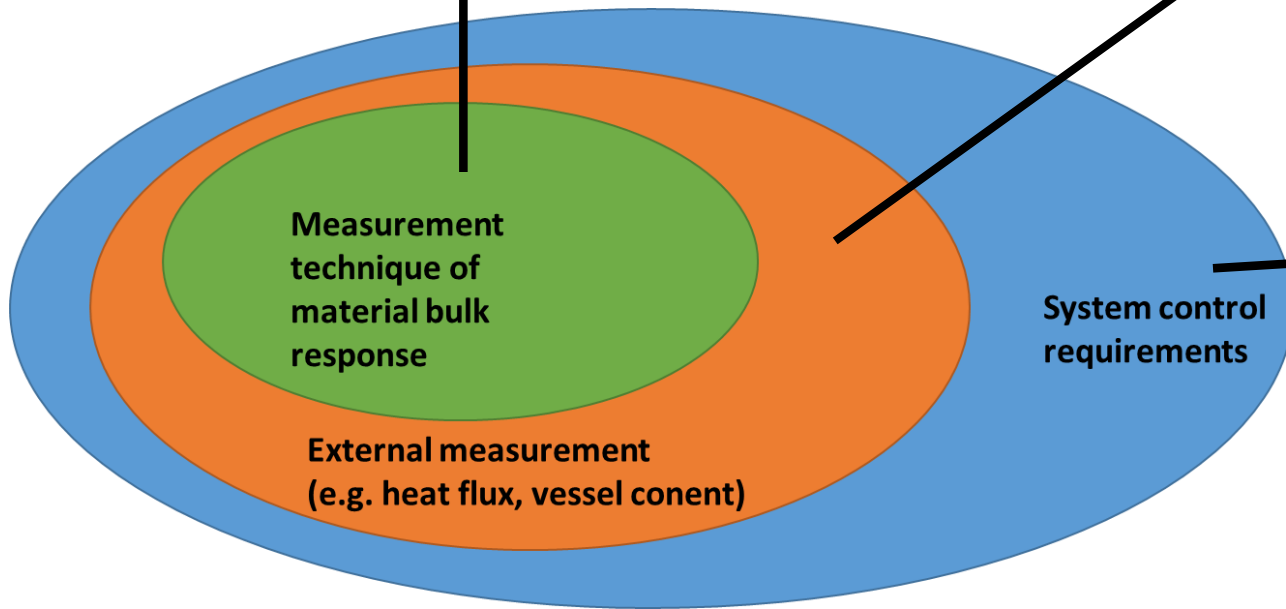 Measurement
technique of
material bulk
response
System control
requirements
External measurement
(e.g. heat flux, vessel conent)